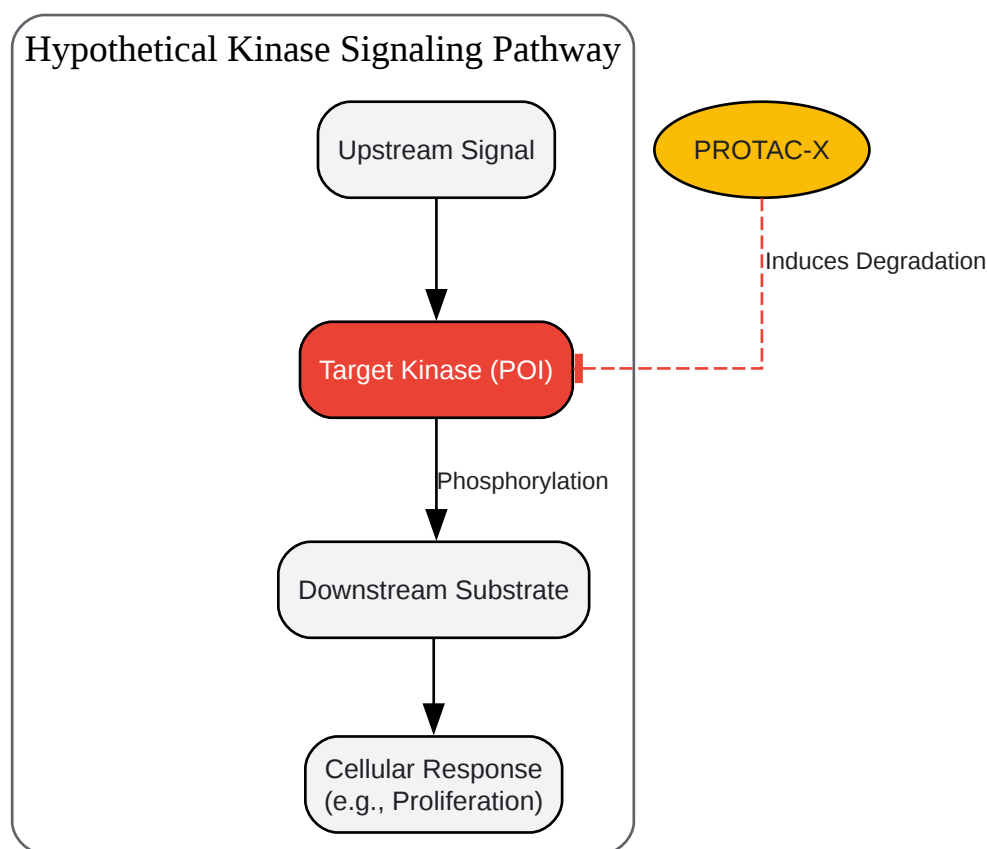 Hypothetical Kinase Signaling Pathway
Upstream Signal
PROTAC-X
Induces Degradation
Target Kinase (POI)
Phosphorylation
Downstream Substrate
Cellular Response
(e.g., Proliferation)